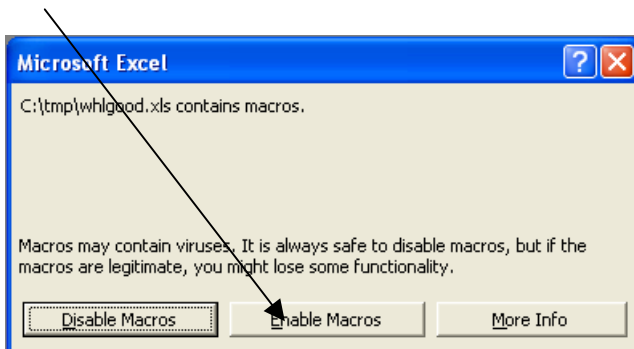 Microsoft Excel
C:\tmp\whlgood.xls contains macros.
Macros may contain viruses. It is always safe to disable macros, but if the
macros are legitimate, you might lose some functionality.
Disable Macros Enable Macros More Info